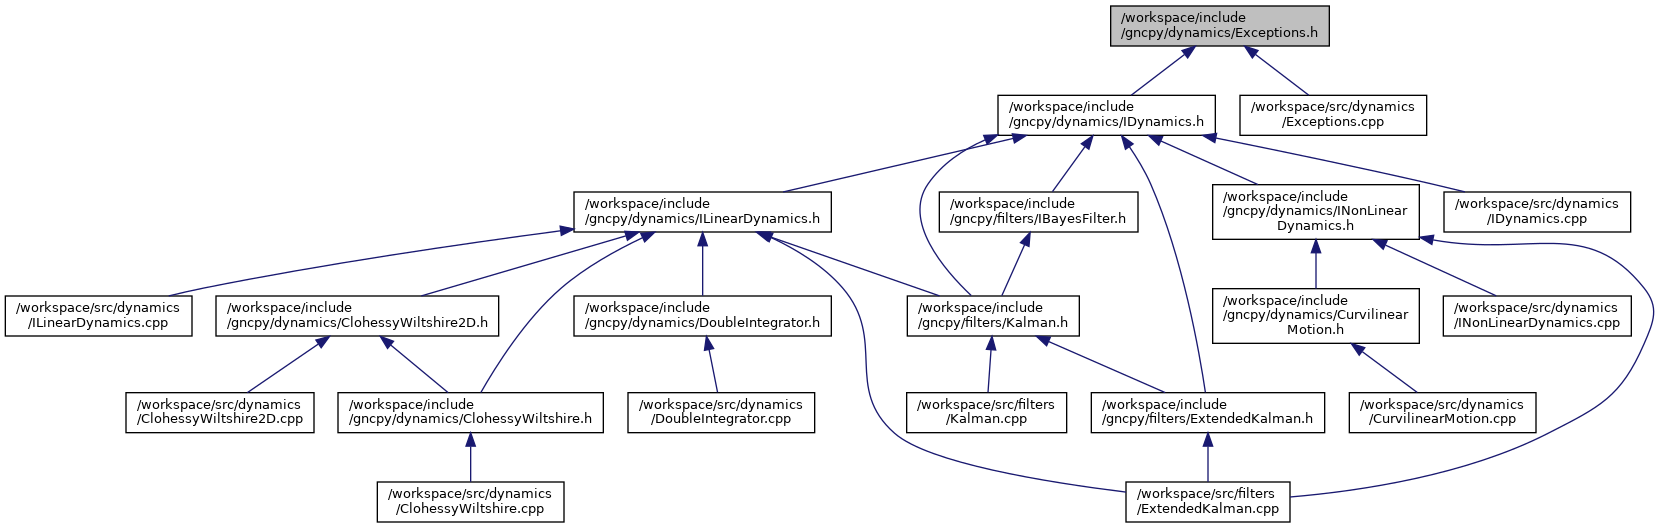 /workspace/include
/gncpy/dynamics/Exceptions.h
/workspace/include
/gncpy/dynamics/IDynamics.h
/workspace/src/dynamics
/Exceptions.cpp
/workspace/include
/gncpy/dynamics/ILinearDynamics.h
/workspace/include
/gncpy/filters/IBayesFilter.h
/workspace/include
/gncpy/dynamics/INonLinear
Dynamics.h
/workspace/src/dynamics
/IDynamics.cpp
/workspace/src/dynamics
/ILinearDynamics.cpp
/workspace/include
/gncpy/dynamics/ClohessyWiltshire2D.h
/workspace/include
/gncpy/dynamics/DoubleIntegrator.h
/workspace/include
/gncpy/filters/Kalman.h
/workspace/include
/gncpy/dynamics/Curvilinear
Motion.h
/workspace/src/dynamics
/INonLinearDynamics.cpp
/workspace/src/dynamics
/ClohessyWiltshire2D.cpp
/workspace/include
/gncpy/dynamics/ClohessyWiltshire.h
/workspace/src/dynamics
/DoubleIntegrator.cpp
/workspace/src/filters
/Kalman.cpp
/workspace/include
/gncpy/filters/ExtendedKalman.h
/workspace/src/dynamics
/CurvilinearMotion.cpp
/workspace/src/dynamics
/ClohessyWiltshire.cpp
/workspace/src/filters
/ExtendedKalman.cpp